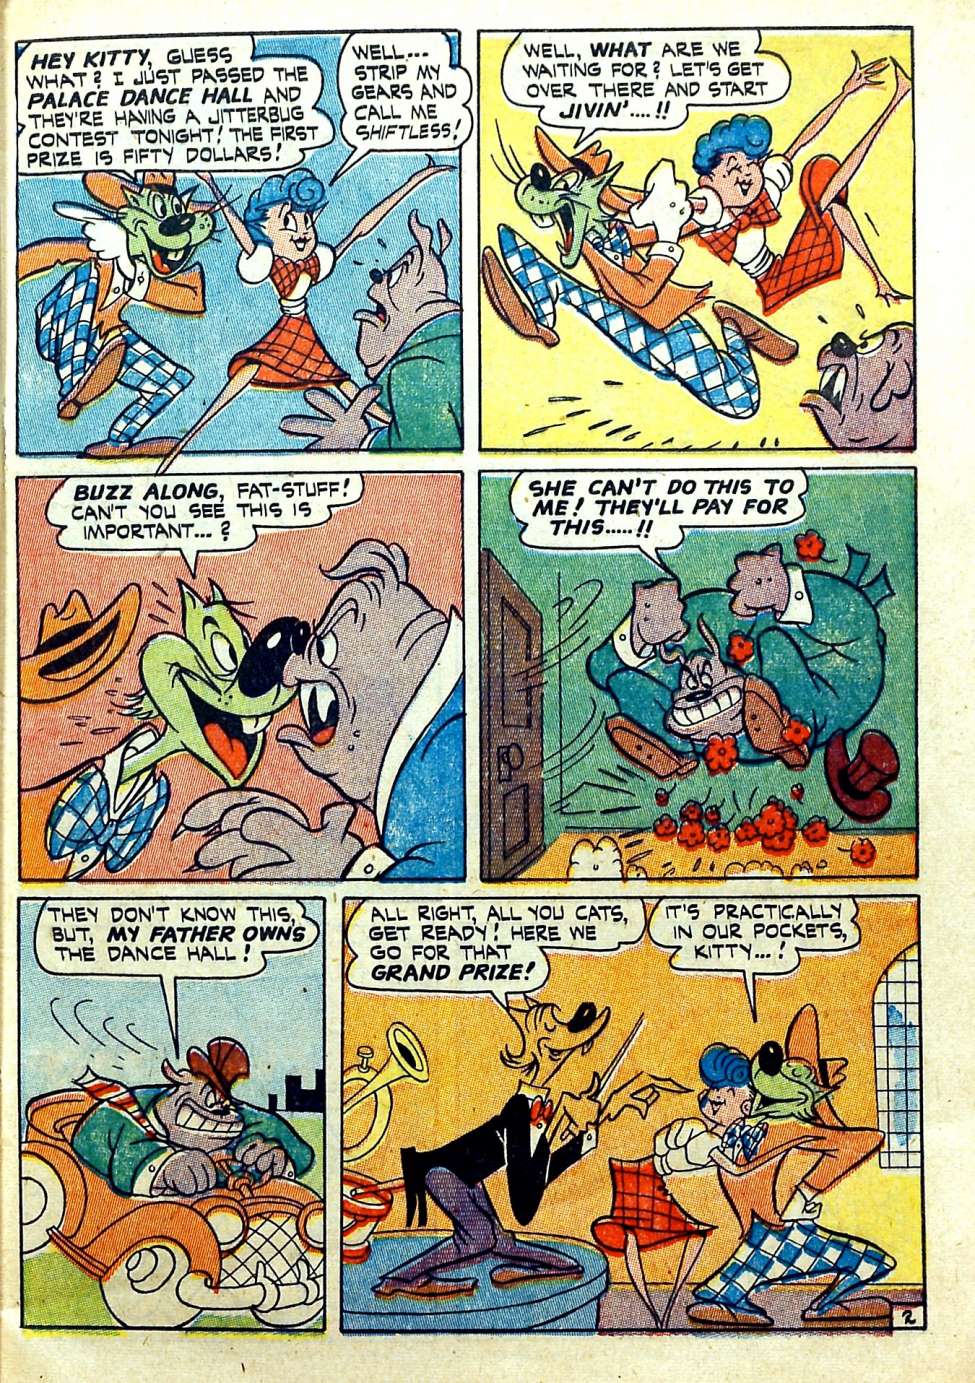 HEY KITTY, GUESS
WHAT? I JUST PASSED THE
PALACE DANCE HALL AND
THEY'RE HAVING A JITTERBUG
CONTEST TONIGHT! THE FIRST
PRIZE IS FIFTY DOLLARS!
WELL...
STRIP MY
GEARS AND
CALL ME
SHIFTLESS!
WELL, WHAT ARE WE
WAITING FOR? LET'S GET
OVER THERE AND START
JIVIN'....!!
BUZZ ALONG, FAT-STUFF!
CAN'T YOU SEE THIS IS
IMPORTANT...?
SHE CAN'T DO THIS TO
ME! THEY'LL PAY FOR
THIS.....!!
THEY DON'T KNOW THIS,
BUT, MY FATHER OWNS
THE DANCE HALL!
ALL RIGHT, ALL YOU CATS,
GET READY! HERE WE
GO FOR THAT
GRAND PRIZE!
IT'S PRACTICALLY
IN OUR POCKETS,
KITTY...!
2